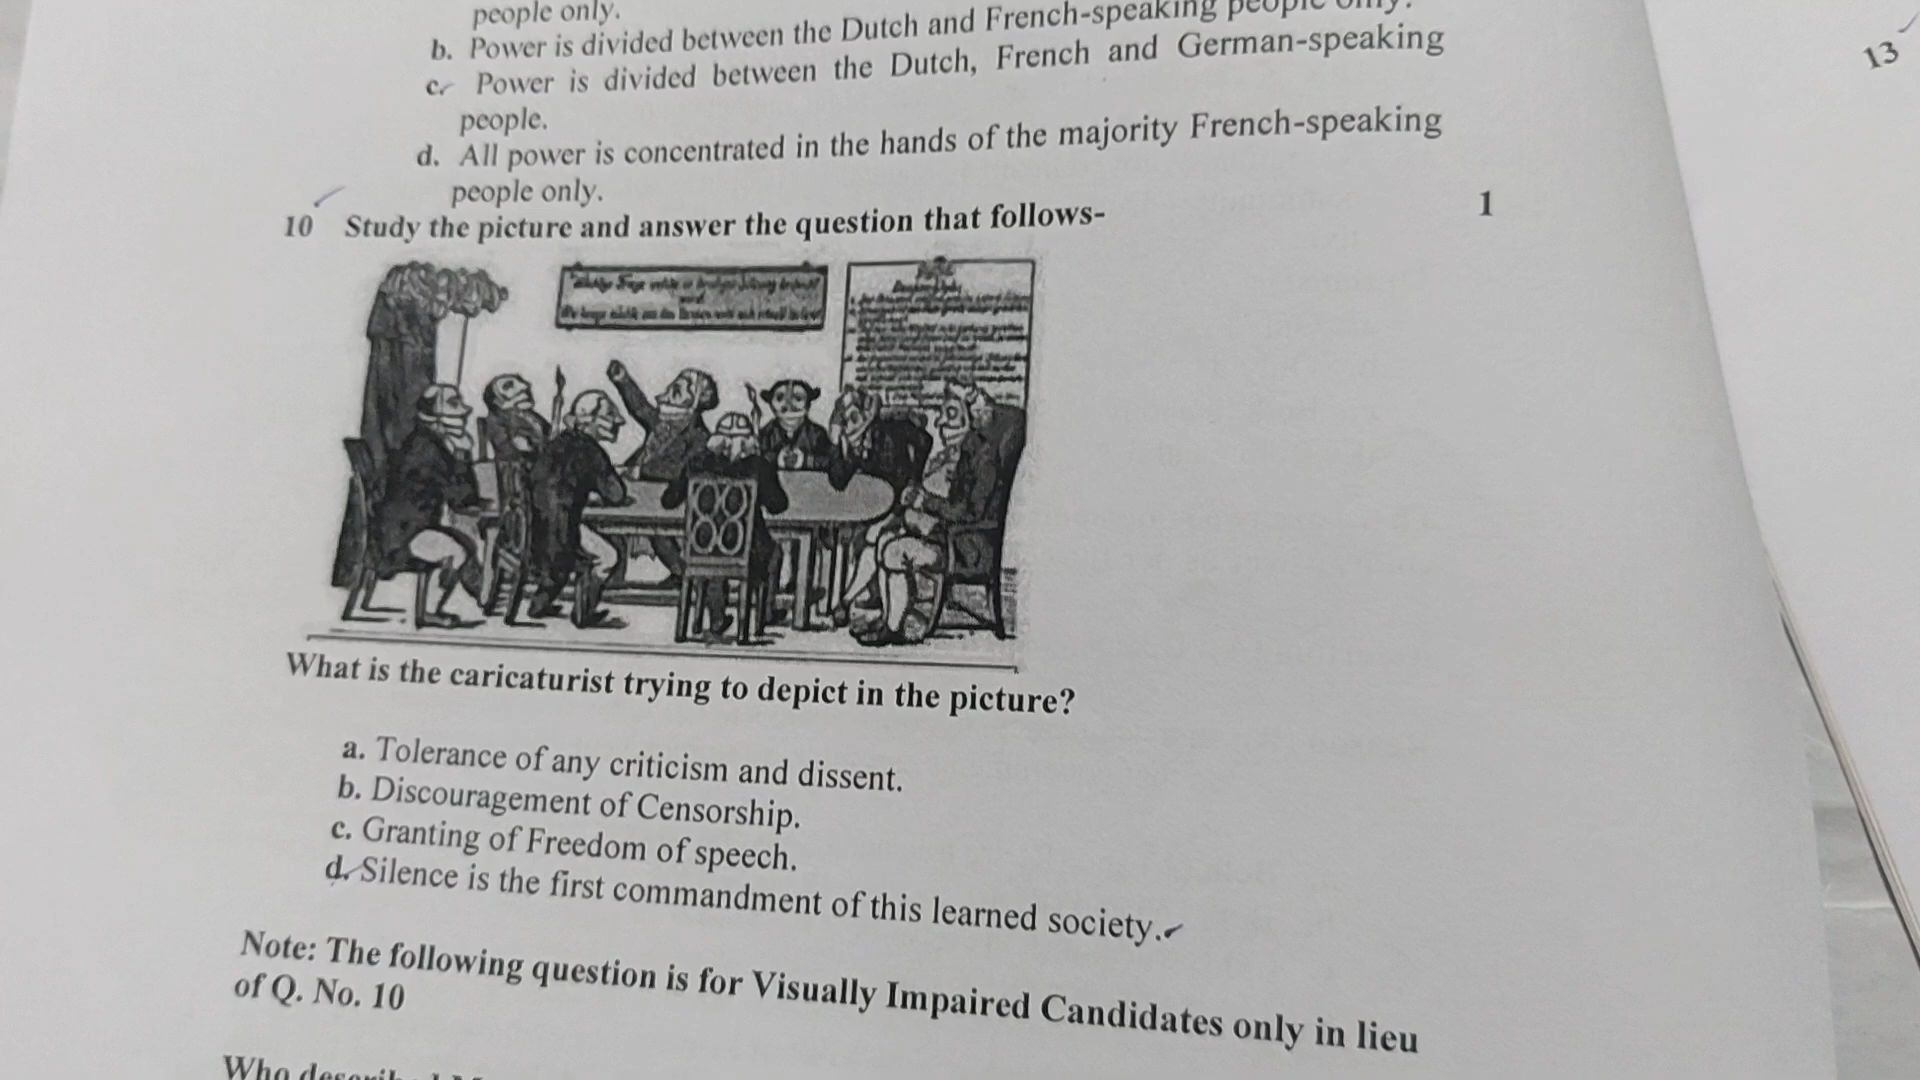 people only.
b. Power is divided between the Dutch and French-speaking people only.
c. Power is divided between the Dutch, French and German-speaking
people.
d. All power is concentrated in the hands of the majority French-speaking
people only.
10 Study the picture and answer the question that follows- 1
What is the caricaturist trying to depict in the picture?
a. Tolerance of any criticism and dissent.
b. Discouragement of Censorship.
c. Granting of Freedom of speech.
d. Silence is the first commandment of this learned society.
Note: The following question is for Visually Impaired Candidates only in lieu
of Q. No. 10
Who
13